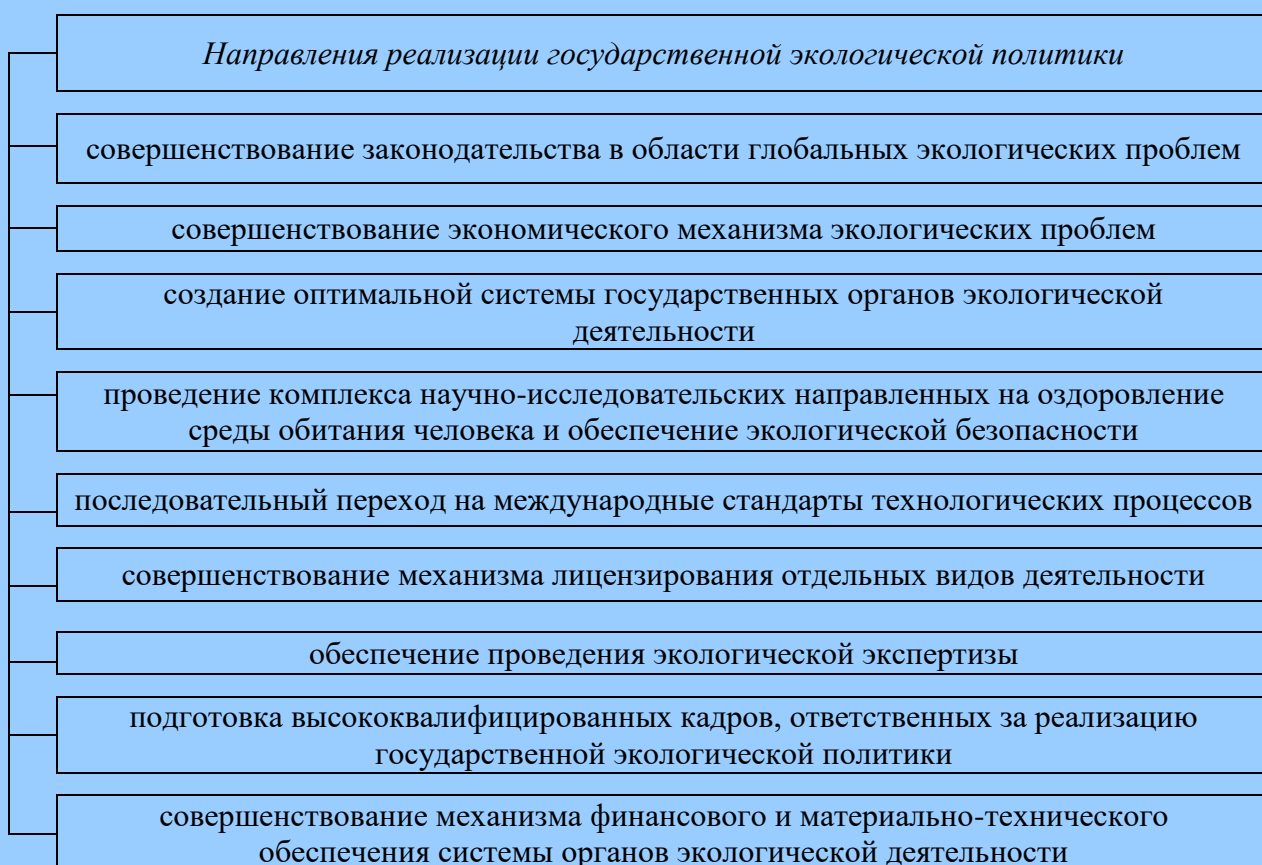 Направления реализации государственной экологической политики
совершенствование законодательства в области глобальных экологических проблем
совершенствование экономического механизма экологических проблем
создание оптимальной системы государственных органов экологической
деятельности
проведение комплекса научно-исследовательских направленных на оздоровление
среды обитания человека и обеспечение экологической безопасности
последовательный переход на международные стандарты технологических процессов
совершенствование механизма лицензирования отдельных видов деятельности
обеспечение проведения экологической экспертизы
подготовка высококвалифицированных кадров, ответственных за реализацию
государственной экологической политики
совершенствование механизма финансового и материально-технического
обеспечения системы органов экологической деятельности